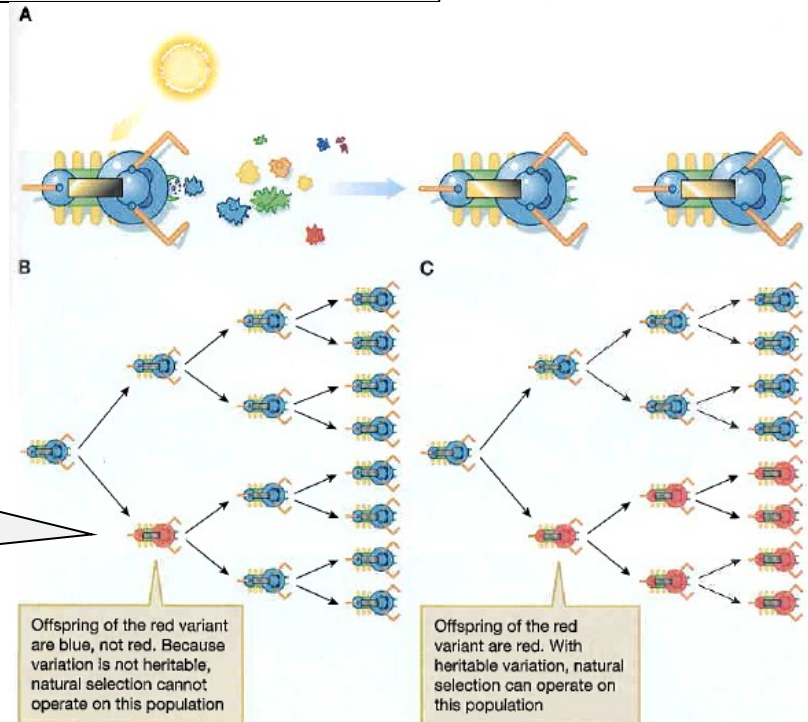 A
B
C
Offspring of the red variant
are blue, not red. Because
variation is not heritable,
natural selection cannot
operate on this population
Offspring of the red
variant are red. With
heritable variation, natural
selection can operate on
this population